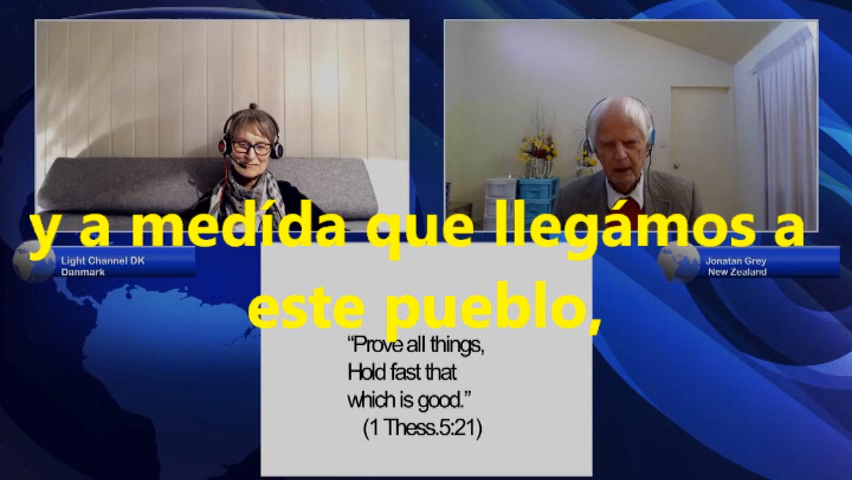 y a medída que llegámos a
este pueblo,
Light Channel DK
Danmark
Jonatan Grey
New Zealand
“Prove all things,
Hold fast that
which is good.”
(1 Thess.5:21)